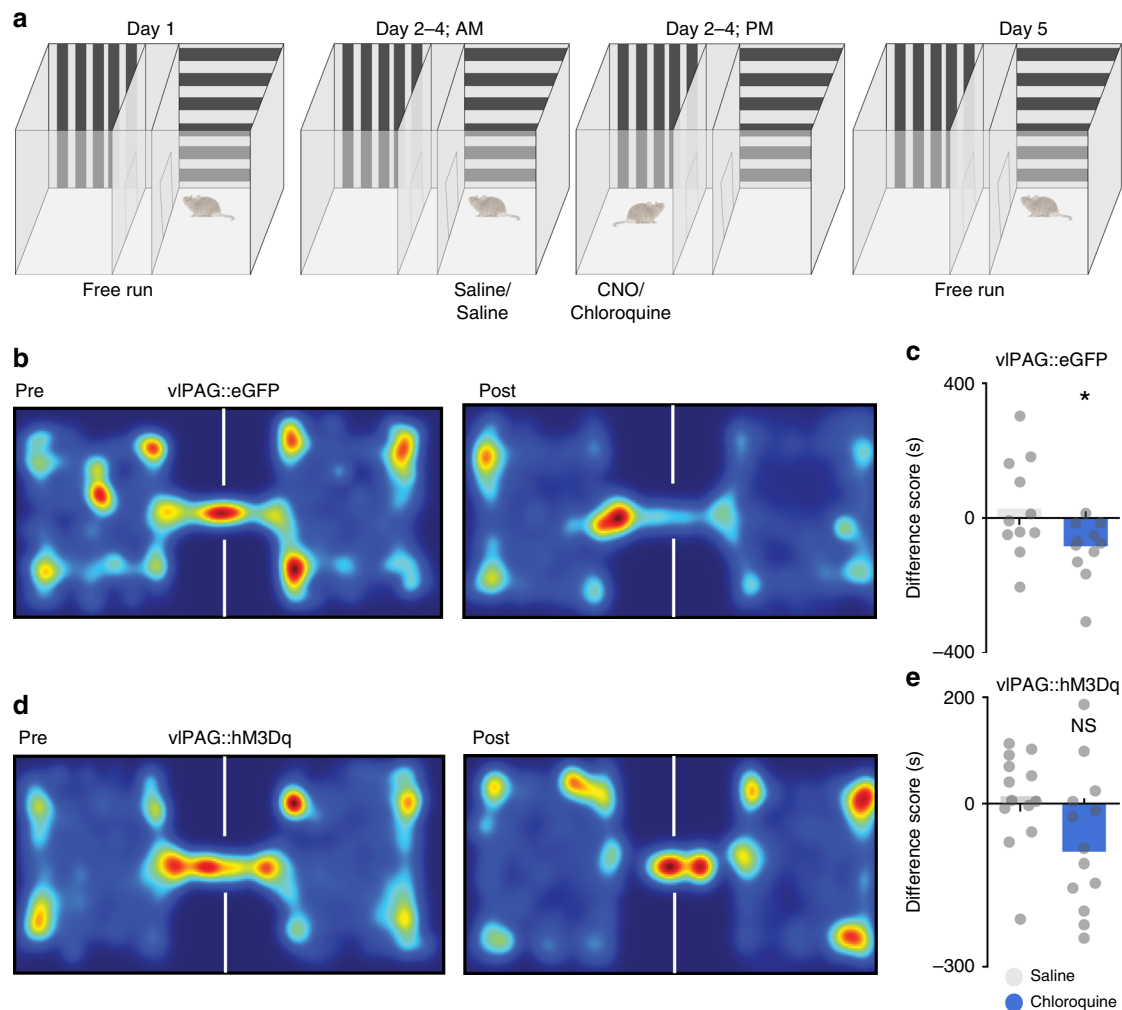 a
Day 1
Day 2–4; AM
Day 2–4; PM
Day 5
Free run
Saline/
Saline
CNO/
Chloroquine
Free run
b
Pre
vlPAG::eGFP
Post
c
vlPAG::eGFP
400
*
0
–400
Difference score (s)
d
Pre
vlPAG::hM3Dq
Post
e
vlPAG::hM3Dq
200
NS
0
–300
Difference score (s)
Saline
Chloroquine